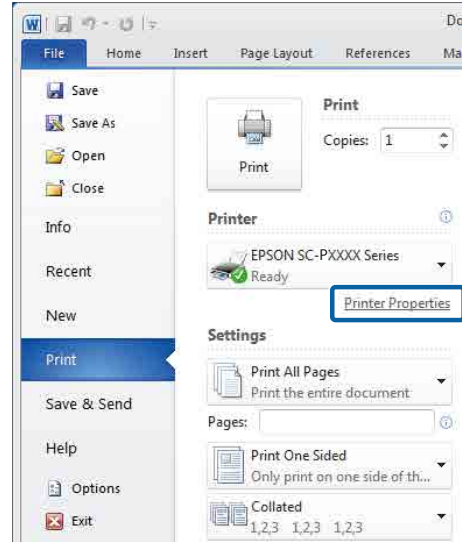 W
Do
File Home Insert Page Layout References Ma
Save
Save As
Open
Close
Info
Recent
New
Print
Save & Send
Help
Options
Exit
Print
Print
Copies: 1
Printer
EPSON SC-PXXXX Series
Ready
Printer Properties
Settings
Print All Pages
Print the entire document
Pages:
Print One Sided
Only print on one side of th...
Collated
1,2,3 1,2,3 1,2,3